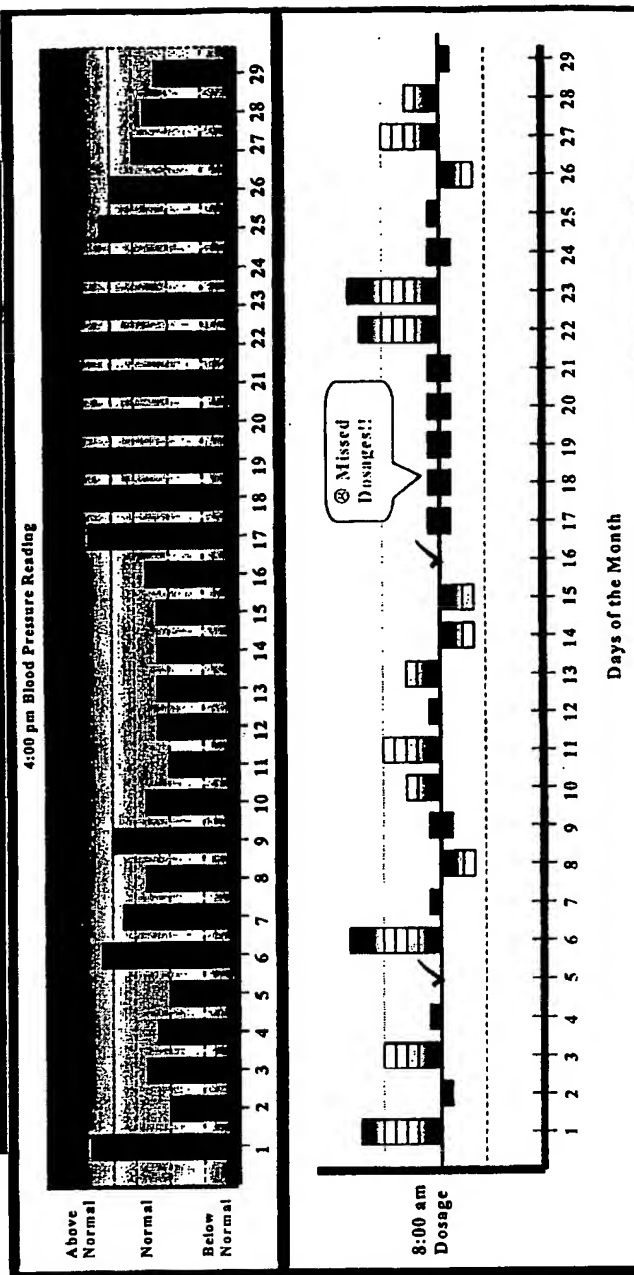 4:00 pm Blood Pressure Reading
Above
Normal
Normal
Below
Normal
1 2 3 4 5 6 7 8 9 10 11 12 13 14 15 16 17 18 19 20 21 22 23 24 25 26 27 28 29
8:00 am
Dosage
☹ Missed
Dosages!!
1 2 3 4 5 6 7 8 9 10 11 12 13 14 15 16 17 18 19 20 21 22 23 24 25 26 27 28 29
Days of the Month